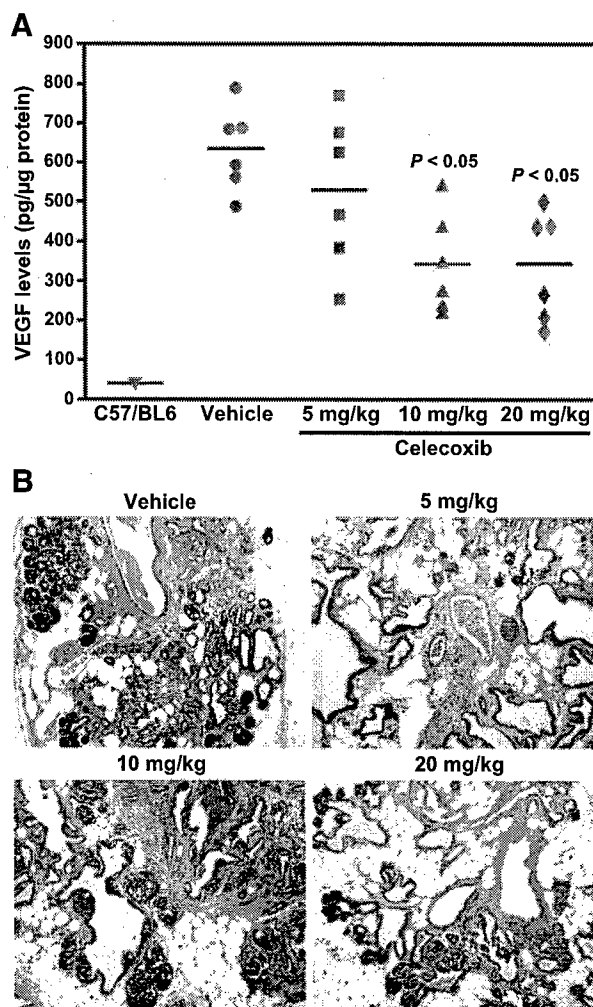 A
900
800
700
600
500
400
300
200
100
0
VEGF levels (pg/μg protein)
P < 0.05
P < 0.05
C57/BL6 Vehicle 5 mg/kg 10 mg/kg 20 mg/kg
Celecoxib
B
Vehicle 5 mg/kg
10 mg/kg 20 mg/kg